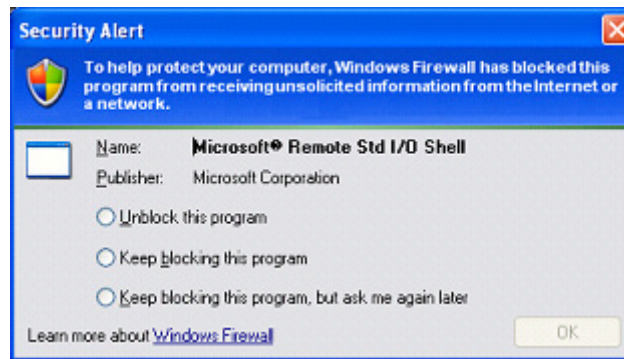 Security Alert
To help protect your computer, Windows Firewall has blocked this
program from receiving unsolicited information from the Internet or
a network.
Name: Microsoft® Remote Std I/O Shell
Publisher: Microsoft Corporation
Unblock this program
Keep blocking this program
Keep blocking this program, but ask me again later
Learn more about Windows Firewall
OK